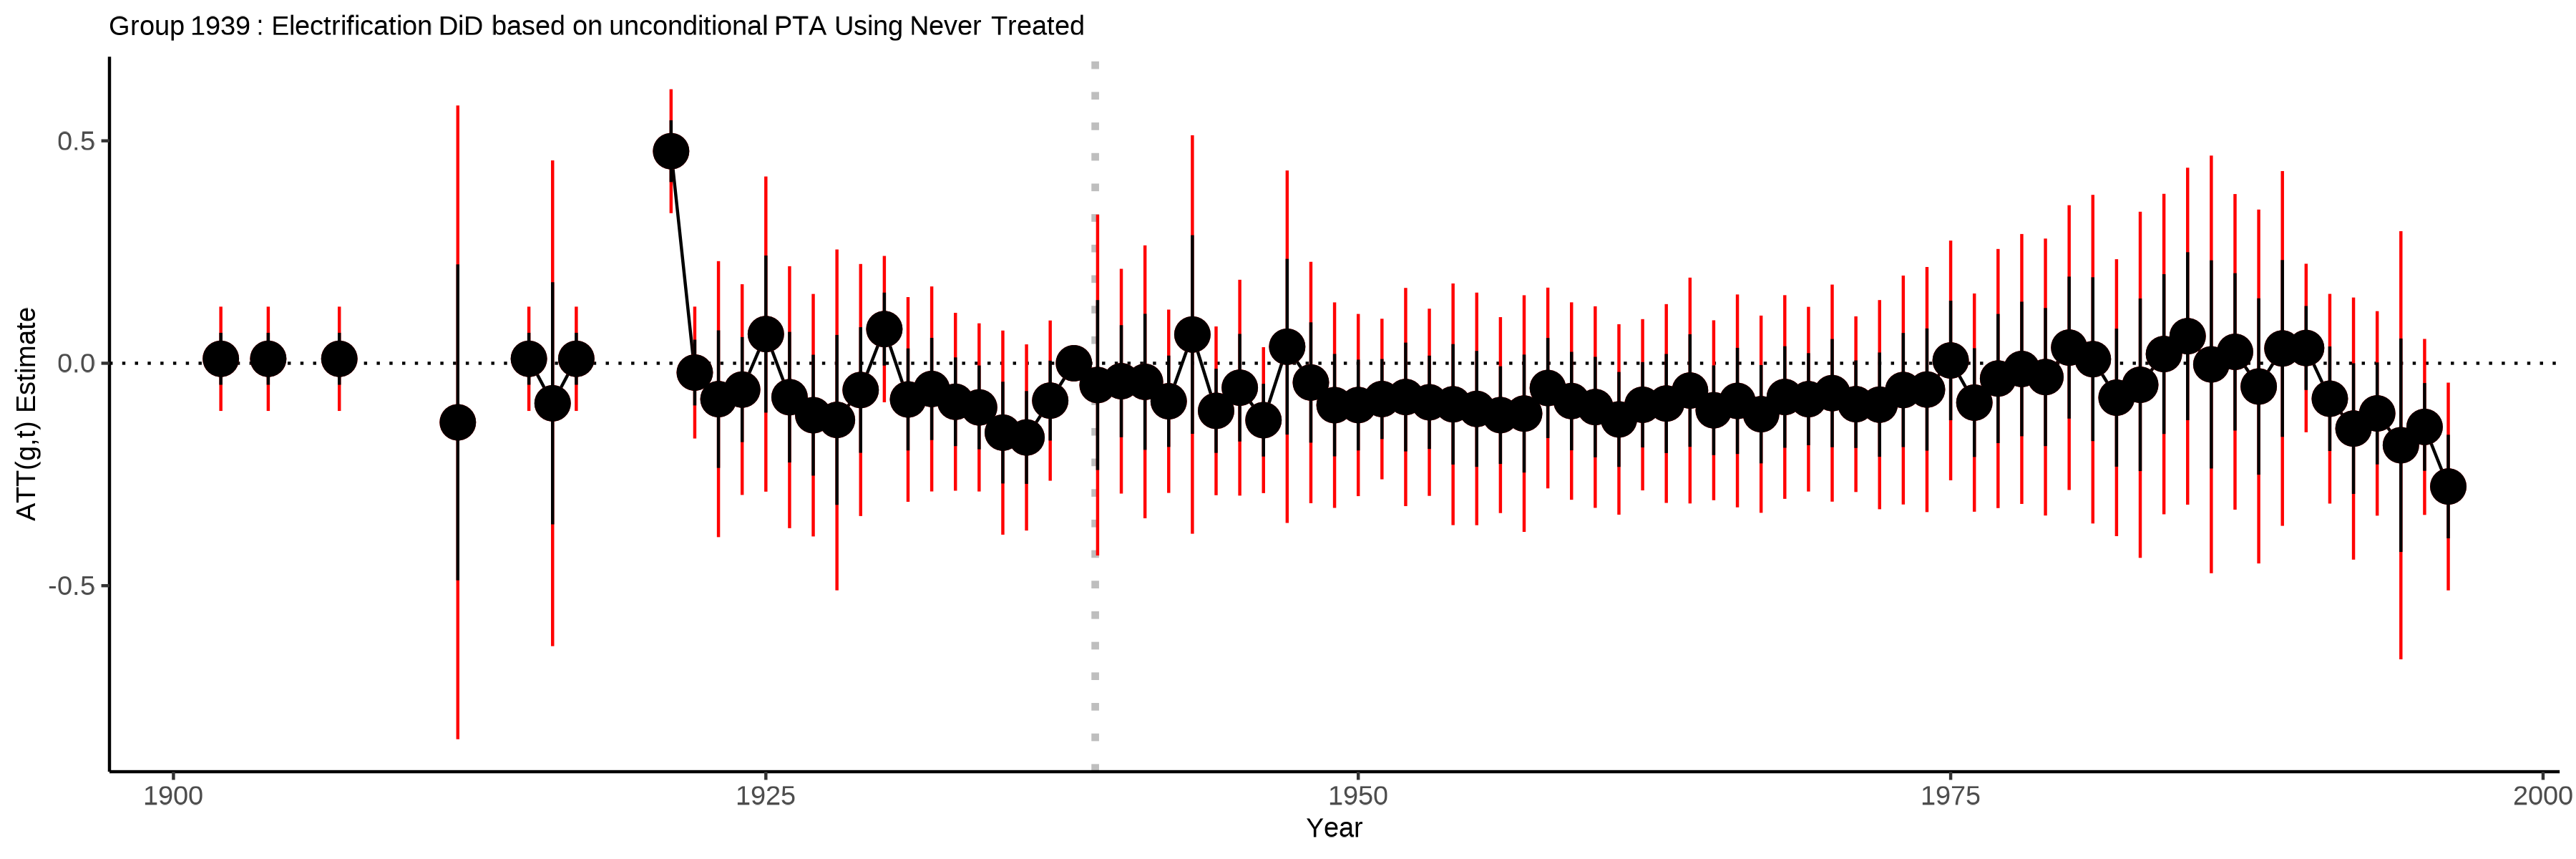 Group 1939 : Electrification DiD based on unconditional PTA Using Never Treated
ATT(g,t) Estimate
0.5
0.0
-0.5
1900
1925
1950
1975
2000
Year